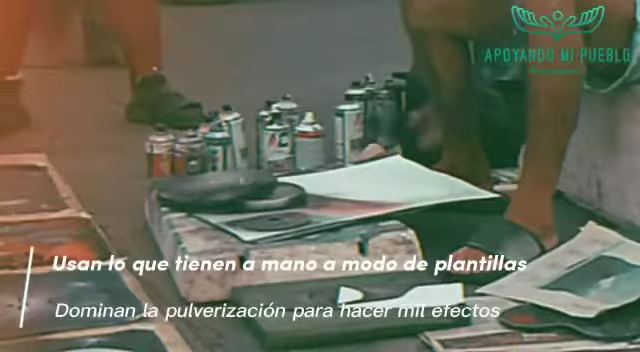 APOYANDO MI PUEBLO
Usan lo que tienen a mano a modo de plantillas
Dominan la pulverización para hacer mil efectos